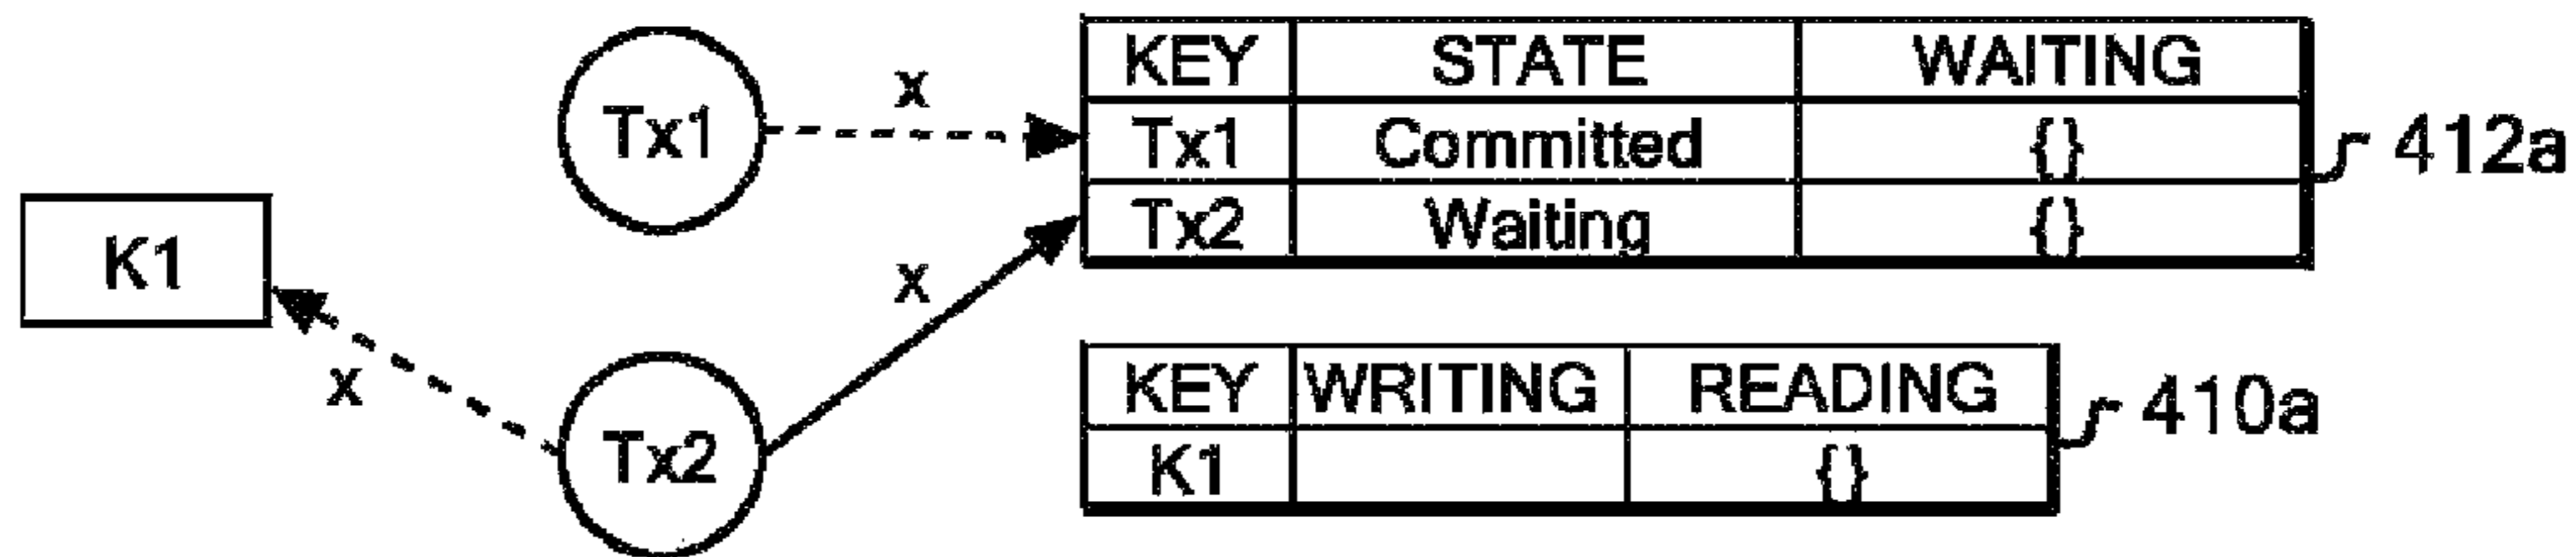 KEY STATE WAITING
x
Tx1 Tx1 Committed {} 412a
Tx2 Waiting {}
K1
x
x
KEY WRITING READING
410a
Tx2 K1 {}